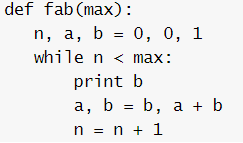 def fab(max):
    n, a, b = 0, 0, 1
    while n < max:
        print b
        a, b = b, a + b
        n = n + 1